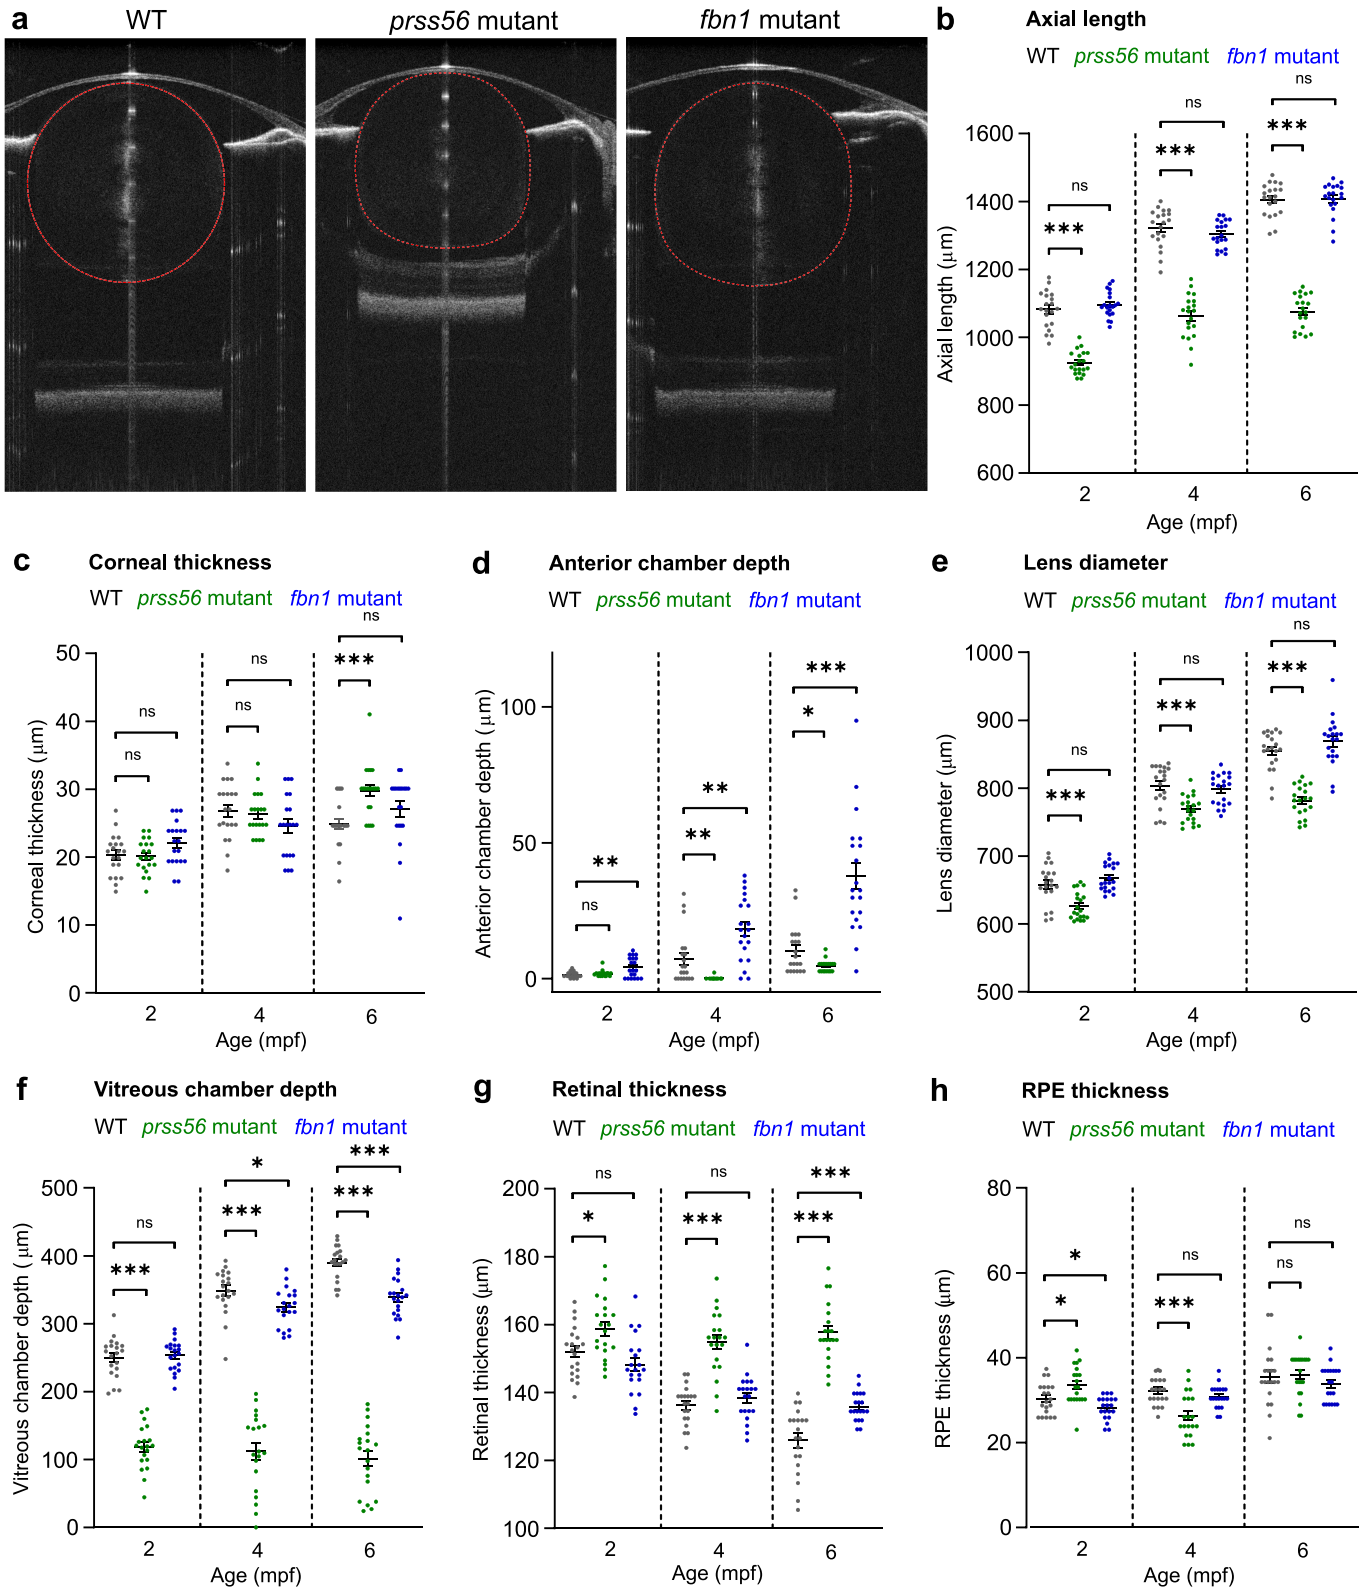 a
WT
prss56 mutant
fbn1 mutant
b
Axial length
WT prss56 mutant fbn1 mutant
Axial length (μm)
1600
1400
1200
1000
800
600
ns
***
ns
***
ns
***
2 4 6
Age (mpf)
c
Corneal thickness
WT prss56 mutant fbn1 mutant
Corneal thickness (μm)
50
40
30
20
10
0
ns
ns
ns
ns
ns
***
2 4 6
Age (mpf)
d
Anterior chamber depth
WT prss56 mutant fbn1 mutant
Anterior chamber depth (μm)
100
50
0
**
ns
**
**
***
*
2 4 6
Age (mpf)
e
Lens diameter
WT prss56 mutant fbn1 mutant
Lens diameter (μm)
1000
900
800
700
600
500
ns
***
ns
***
ns
***
2 4 6
Age (mpf)
f
Vitreous chamber depth
WT prss56 mutant fbn1 mutant
Vitreous chamber depth (μm)
500
400
300
200
100
0
ns
***
*
***
***
***
2 4 6
Age (mpf)
g
Retinal thickness
WT prss56 mutant fbn1 mutant
Retinal thickness (μm)
200
180
160
140
120
100
ns
*
ns
***
***
***
2 4 6
Age (mpf)
h
RPE thickness
WT prss56 mutant fbn1 mutant
RPE thickness (μm)
80
60
40
20
0
*
*
ns
***
ns
ns
2 4 6
Age (mpf)